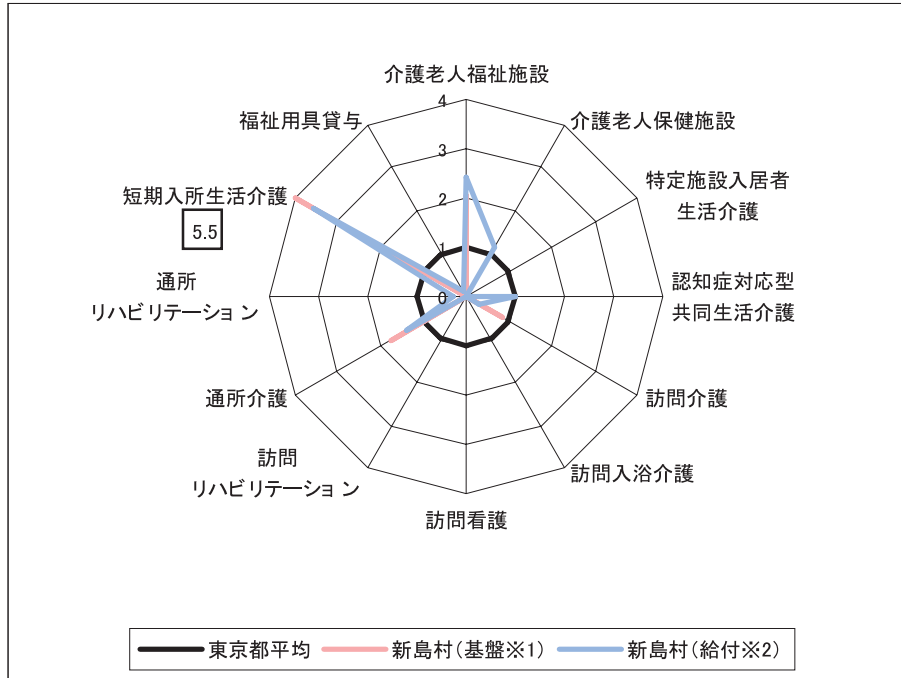 介護老人福祉施設
4
福祉用具貸与
介護老人保健施設
3
特定施設入居者
生活介護
短期入所生活介護
2
5.5
1
通所
リハビリテーション
0
認知症対応型
共同生活介護
通所介護
訪問介護
訪問
リハビリテーション
訪問入浴介護
訪問看護
東京都平均
新島村(基盤※1)
新島村(給付※2)